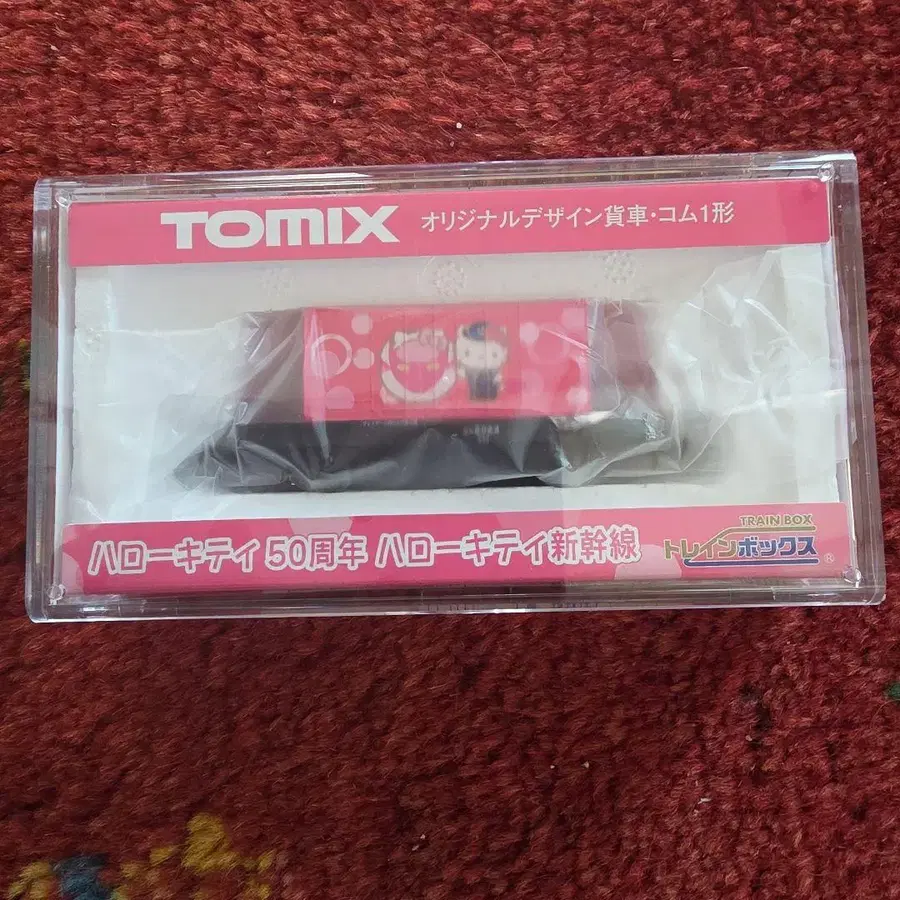 TOMIX オリジナルデザイン貨車・コム1形
ハローキティ50周年 ハローキティ新幹線
TRAIN BOX
トレインボックス®